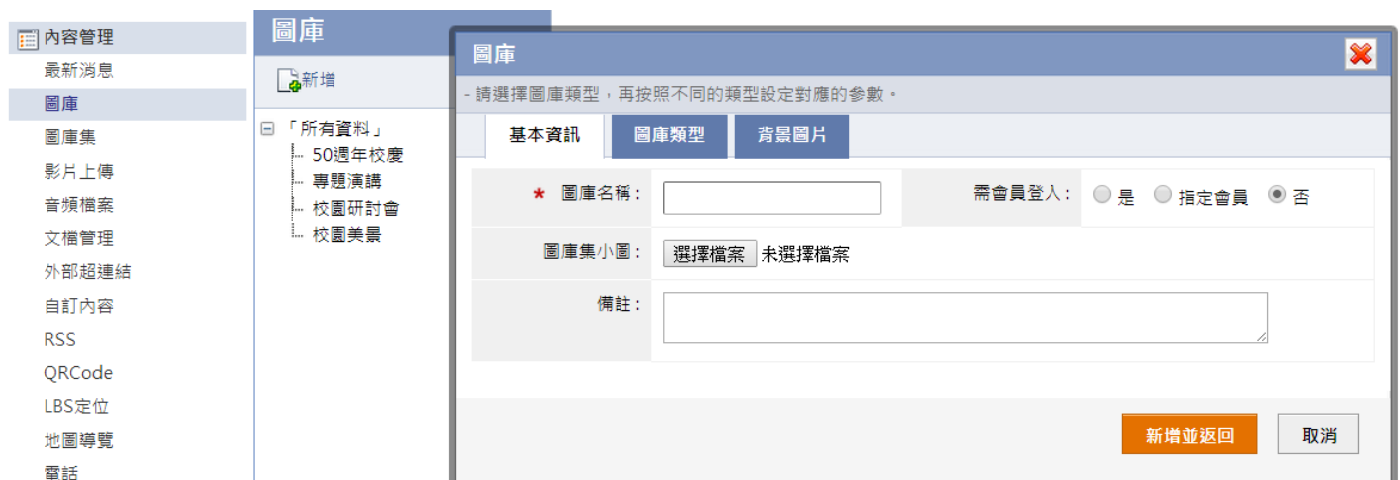 內容管理
最新消息
圖庫
圖庫集
影片上傳
音頻檔案
文檔管理
外部超連結
自訂內容
RSS
QRCode
LBS定位
地圖導覽
電話
圖庫
新增
「所有資料」
50週年校慶
專題演講
校園研討會
校園美景
圖庫
- 請選擇圖庫類型，再按照不同的類型設定對應的參數。
基本資訊 圖庫類型 背景圖片
* 圖庫名稱： 需會員登入： 是 指定會員 否
圖庫集小圖： 選擇檔案 未選擇檔案
備註：
新增並返回 取消